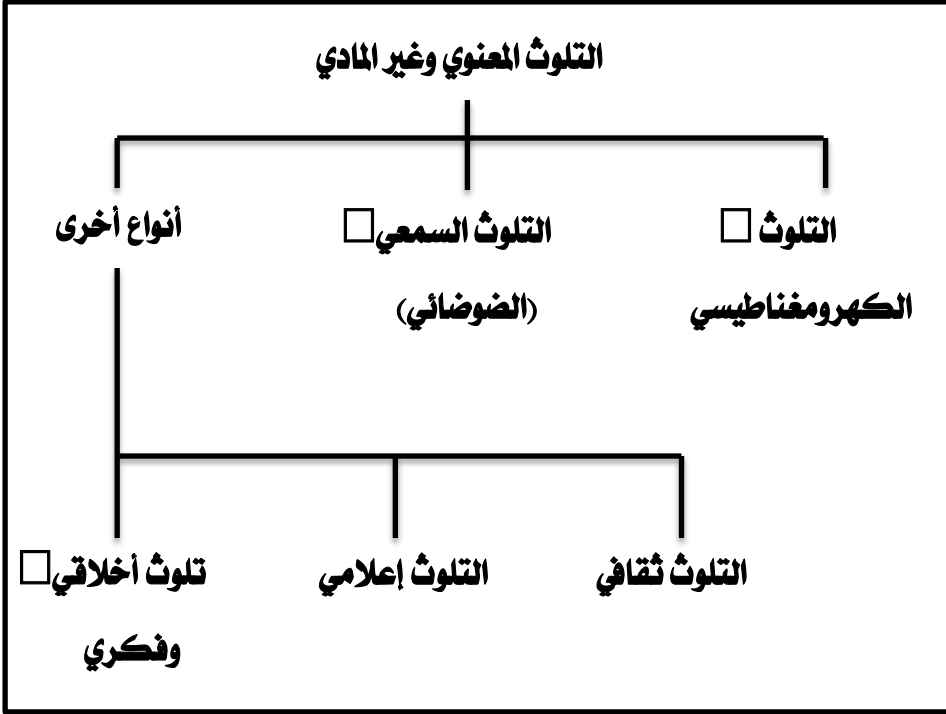 التلوث المعنوي وغير المادي
التلوث
الكهرومغناطيسي
التلوث السمعي
(الضوضائي)
أنواع أخرى
التلوث ثقافي
التلوث إعلامي
تلوث أخلاقي
وفكري